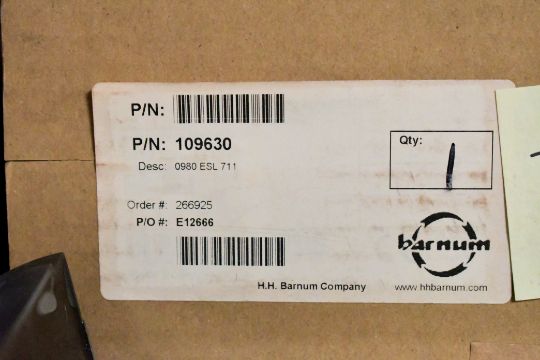 P/N:
P/N: 109630
Desc: 0980 ESL 711
Qty:
1
Order #: 266925
P/O #: E12666
barnum
H.H. Barnum Company
www.hhbarnum.com